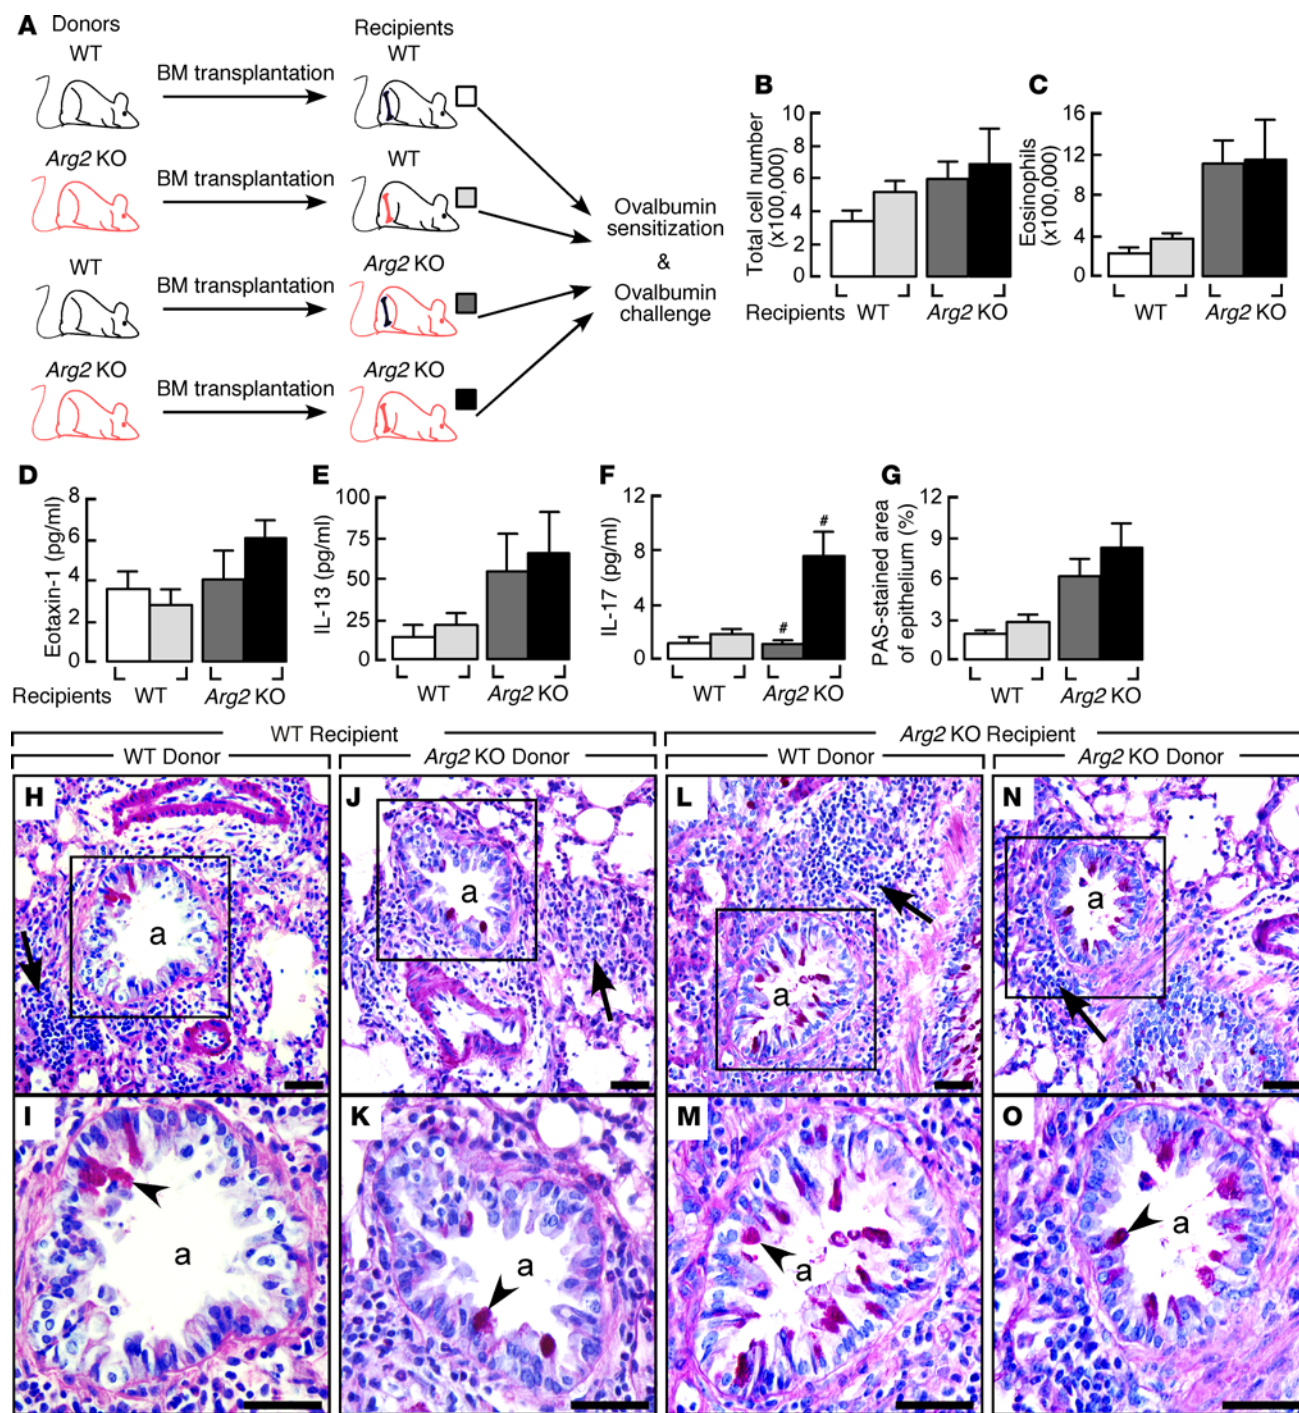 A
Donors
Recipients
WT
BM transplantation
WT
Arg2 KO
BM transplantation
WT
WT
BM transplantation
Arg2 KO
Arg2 KO
BM transplantation
Arg2 KO
Ovalbumin
sensitization
&
Ovalbumin
challenge
B
Total cell number
(x100,000)
10
8
6
4
2
0
Recipients WT Arg2 KO
C
Eosinophils
(x100,000)
16
12
8
4
0
WT Arg2 KO
D
Eotaxin-1 (pg/ml)
8
6
4
2
0
Recipients WT Arg2 KO
E
IL-13 (pg/ml)
100
75
50
25
0
WT Arg2 KO
F
IL-17 (pg/ml)
12
8
4
0
#
#
WT Arg2 KO
G
PAS-stained area
of epithelium (%)
12
9
6
3
0
WT Arg2 KO
WT Recipient
Arg2 KO Recipient
WT Donor
Arg2 KO Donor
WT Donor
Arg2 KO Donor
H
a
J
a
L
a
N
a
I
a
K
a
M
a
O
a